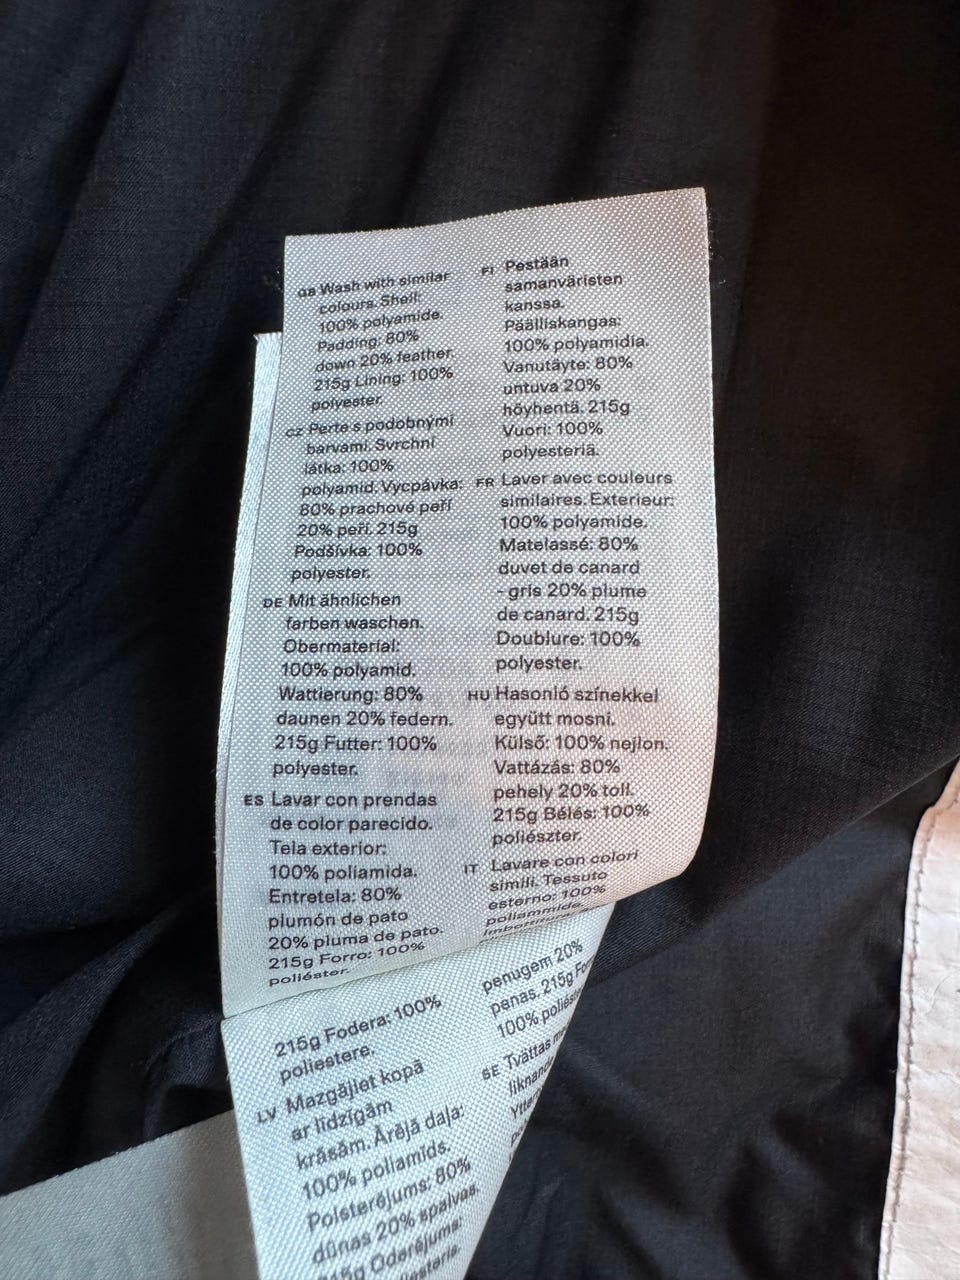 GB Wash with similar
colours. Shell:
100% polyamide.
Padding: 80%
down 20% feather.
215g Lining: 100%
polyester.
CZ Perte s podobnými
barvami. Svrchní
látka: 100%
polyamid. Vycpávka:
80% prachové peří
20% peří. 215g
Podšívka: 100%
polyester.
DE Mit ähnlichen
farben waschen.
Obermaterial:
100% polyamid.
Wattierung: 80%
daunen 20% federn.
215g Futter: 100%
polyester.
ES Lavar con prendas
de color parecido.
Tela exterior:
100% poliamida.
Entretela: 80%
plumón de pato
20% pluma de pato.
215g Forro: 100%
poliéster.
FI Pestään
samanväristen
kanssa.
Päälliskangas:
100% polyamidia.
Vanutäyte: 80%
untuva 20%
höyhentä. 215g
Vuori: 100%
polyesteriä.
FR Laver avec couleurs
similaires. Exterieur:
100% polyamide.
Matelassé: 80%
duvet de canard
- gris 20% plume
de canard. 215g
Doublure: 100%
polyester.
HU Hasonló színekkel
együtt mosni.
Külső: 100% nejlon.
Vattázás: 80%
pehely 20% toll.
215g Bélés: 100%
poliészter.
IT Lavare con colori
simili. Tessuto
esterno: 100%
poliammide.
215g Fodera: 100%
poliestere.
LV Mazgājiet kopā
ar līdzīgām
krāsām. Ārējā daļa:
100% poliamīds.
Polsterējums: 80%
dūnas 20% spalvas.
215g Oderējums:
penugem 20%
penas. 215g
100%
SE Tvättas